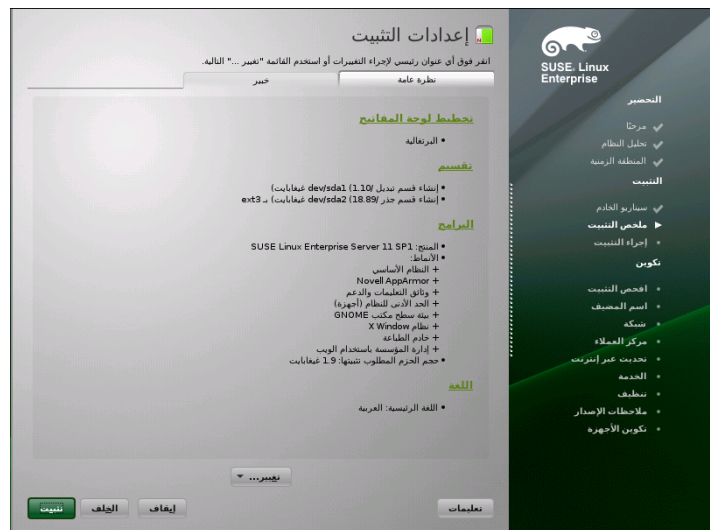 SUSE. Linux
Enterprise
التحضير
مرحبًا
تحليل النظام
المنطقة الزمنية
التثبيت
سيناريو الخادم
ملخص التثبيت
إجراء التثبيت
تكوين
افحص التثبيت
اسم المضيف
شبكة
مركز العملاء
تحديث عبر إنترنت
الخدمة
تنظيف
ملاحظات الإصدار
تكوين الأجهزة
إعدادات التثبيت
انقر فوق أي عنوان رئيسي لإجراء التغييرات أو استخدم القائمة "تغيير ..." التالية.
نظرة عامة
خبير
تخطيط لوحة المفاتيح
• البرتغالية
تقسيم
• إنشاء قسم تبديل /dev/sda1 (1.10 غيغابايت)
• إنشاء قسم جذر /dev/sda2 (18.89 غيغابايت) بـ ext3
البرامج
• المنتج: SUSE Linux Enterprise Server 11 SP1
• الأنماط:
+ النظام الأساسي
+ Novell AppArmor
+ وثائق التعليمات والدعم
+ الحد الأدنى للنظام (أجهزة)
+ بيئة سطح مكتب GNOME
+ نظام X Window
+ خادم الطباعة
+ إدارة المؤسسة باستخدام الويب
• حجم الحزم المطلوب تثبيتها: 1.9 غيغابايت
اللغة
• اللغة الرئيسية: العربية
تغيير...
تعليمات
إيقاف
الخلف
تثبيت